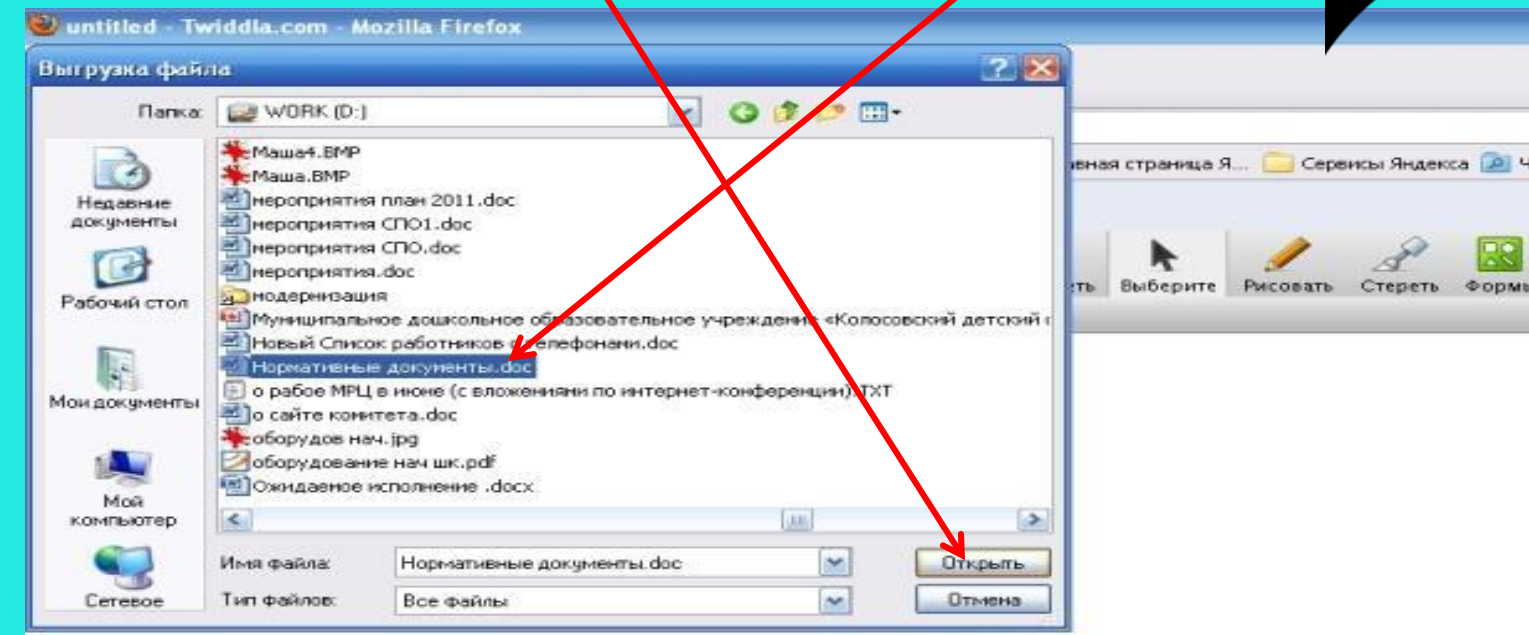 untitled - Twiddla.com - Mozilla Firefox
Выгрузка файла
Папка: WORK (D:)
Маша4.BMP
Маша.BMP
мероприятия план 2011.doc
мероприятия СПО1.doc
мероприятия СПО.doc
мероприятия.doc
модернизация
Муниципальное дошкольное образовательное учреждение «Колосовский детский
Новый Список работников с телефонами.doc
Нормативные документы.doc
о рабое МРЦ в июне (с вложениями по интернет-конференции).TXT
о сайте комитета.doc
оборудов нач.jpg
оборудование нач шк.pdf
Ожидаемое исполнение .docx
Недавние
документы
Рабочий стол
Мои документы
Мой
компьютер
Сетевое
Имя файла: Нормативные документы.doc Открыть
Тип файлов: Все файлы Отмена
страница Я... Сервисы Яндекса
Выберите Рисовать Стереть Формы